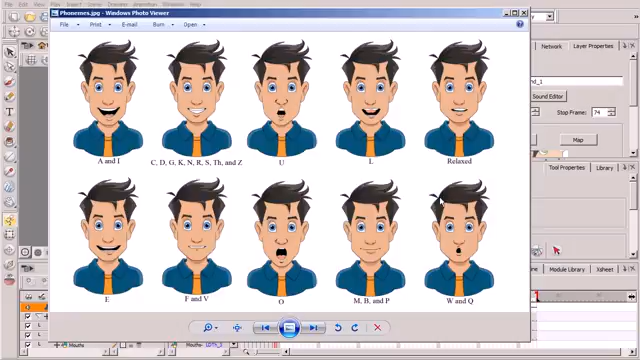 Phonemes.jpg - Windows Photo Viewer
File Print E-mail Burn Open
Network Layer Properties
Sound Editor Stop Frame: 74
Map
Tool Properties Library
A and I
C, D, G, K, N, R, S, Th, and Z
U
L
Relaxed
E
F and V
O
M, B, and P
W and Q
Module Library Xsheet
Mouths